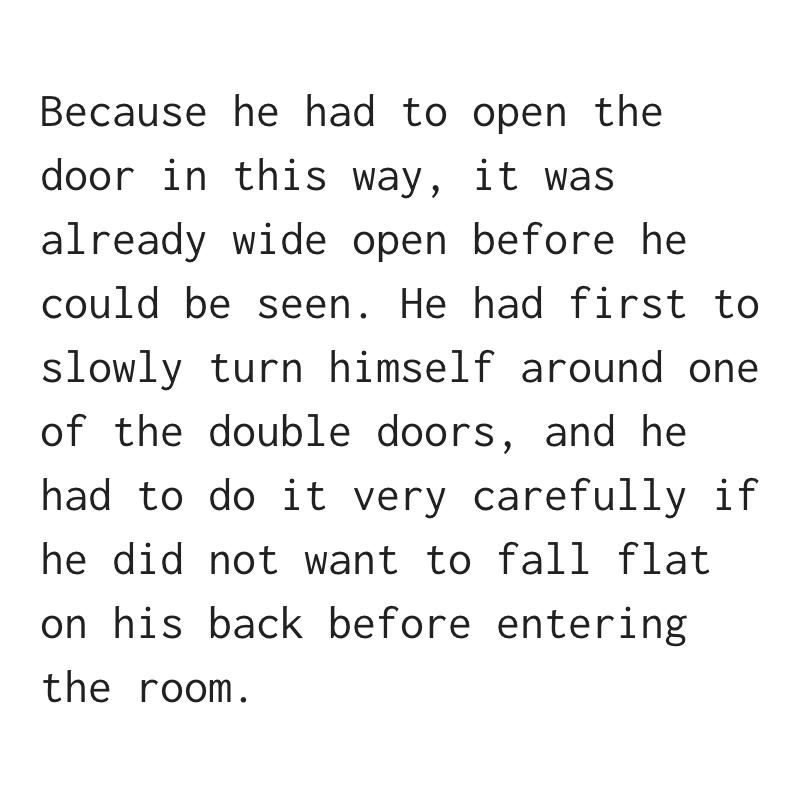 Because he had to open the
door in this way, it was
already wide open before he
could be seen. He had first to
slowly turn himself around one
of the double doors, and he
had to do it very carefully if
he did not want to fall flat
on his back before entering
the room.